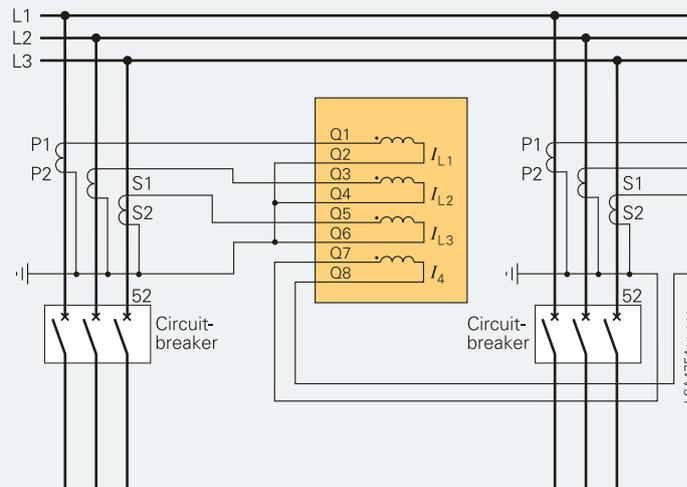 L1
L2
L3
P1
P2
S1
S2
52
Circuit-
breaker
Q1
Q2
Q3
Q4
Q5
Q6
Q7
Q8
IL1
IL2
IL3
I4
P1
P2
S1
S2
52
Circuit-
breaker